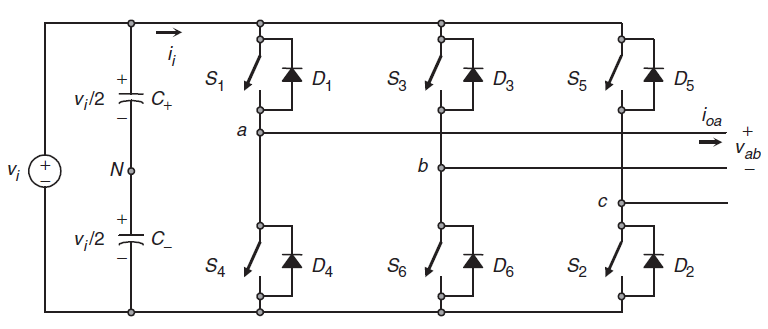 i_i
+
v_i/2 C_+
−
S_1 D_1 S_3 D_3 S_5 D_5
a i_oa +
v_ab
−
b
v_i + −
N
c
+
v_i/2 C_−
−
S_4 D_4 S_6 D_6 S_2 D_2